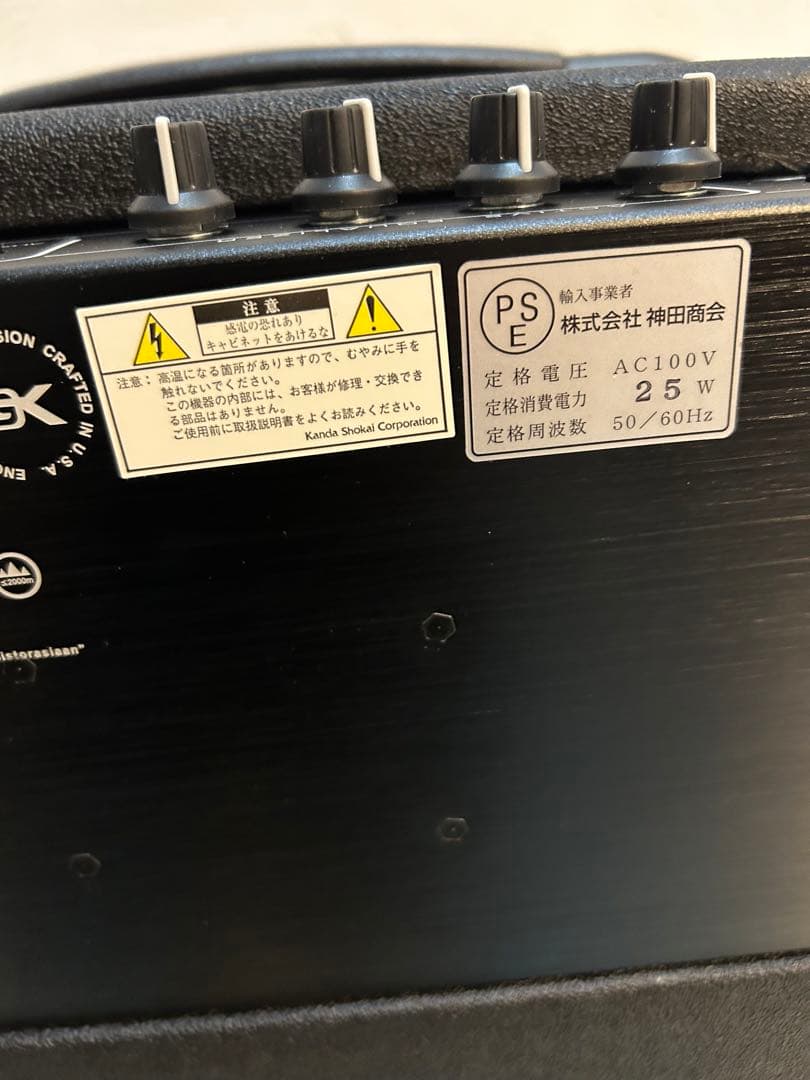 注意
感電の恐れあり
キャビネットをあけるな
注意：高温になる箇所がありますので、むやみに手を
触れないでください。
この機器の内部には、お客様が修理・交換でき
る部品はありません。
ご使用前に取扱説明書をよくお読みください。
Kanda Shokai Corporation
PS
E
輸入事業者
株式会社 神田商会
定格電圧 AC100V
定格消費電力 25W
定格周波数 50／60Hz
SION CRAFTED IN U.S.A. ENG
GK
≤2000m
istorasiaan"